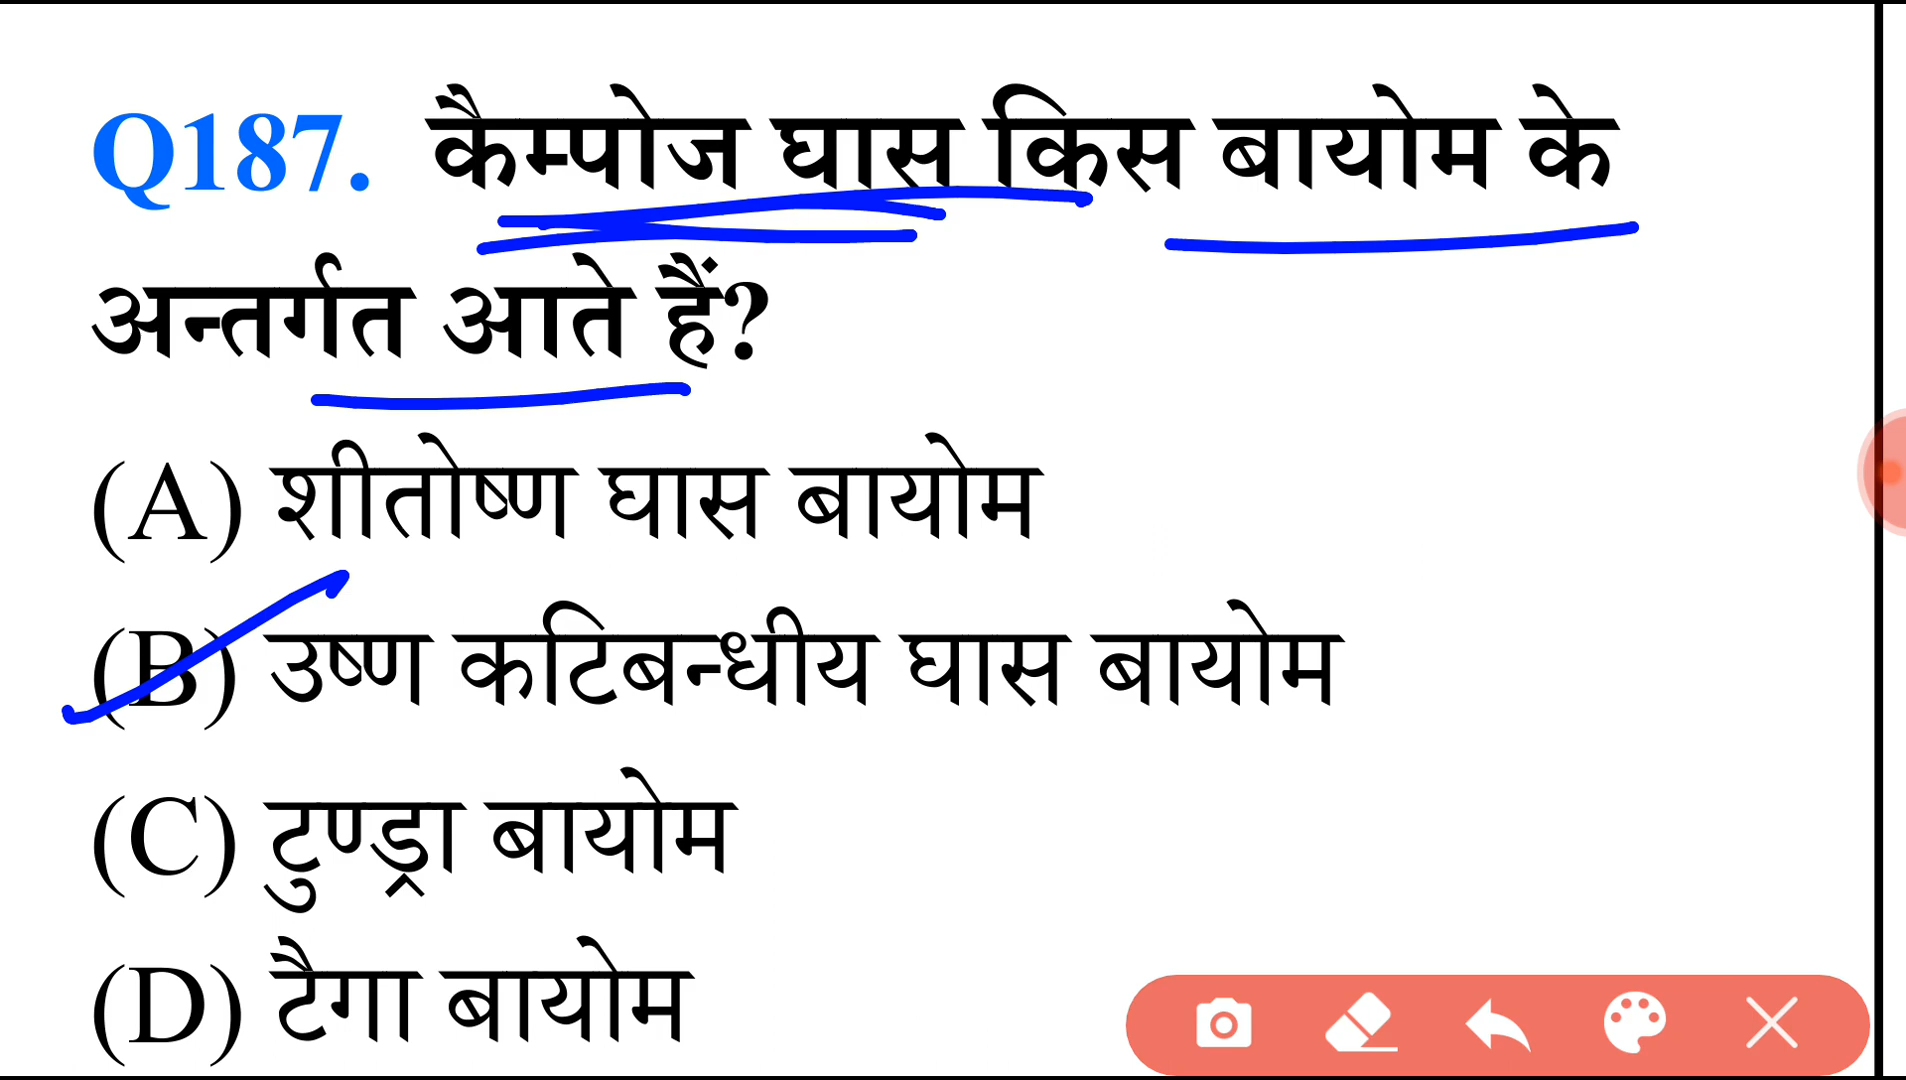 Q187. कैम्पोज घास किस बायोम के
अन्तर्गत आते हैं?
(A) शीतोष्ण घास बायोम
(B) उष्ण कटिबन्धीय घास बायोम
(C) टुण्ड्रा बायोम
(D) टैगा बायोम